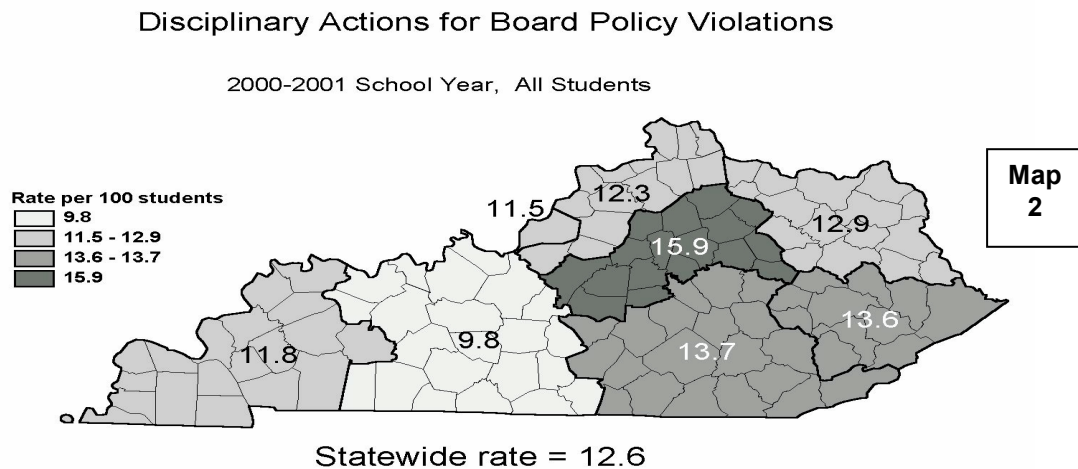 Disciplinary Actions for Board Policy Violations
2000-2001 School Year, All Students
Map
2
Rate per 100 students
9.8
11.5 - 12.9
13.6 - 13.7
15.9
11.5
12.3
12.9
15.9
13.6
11.8
9.8
13.7
Statewide rate = 12.6